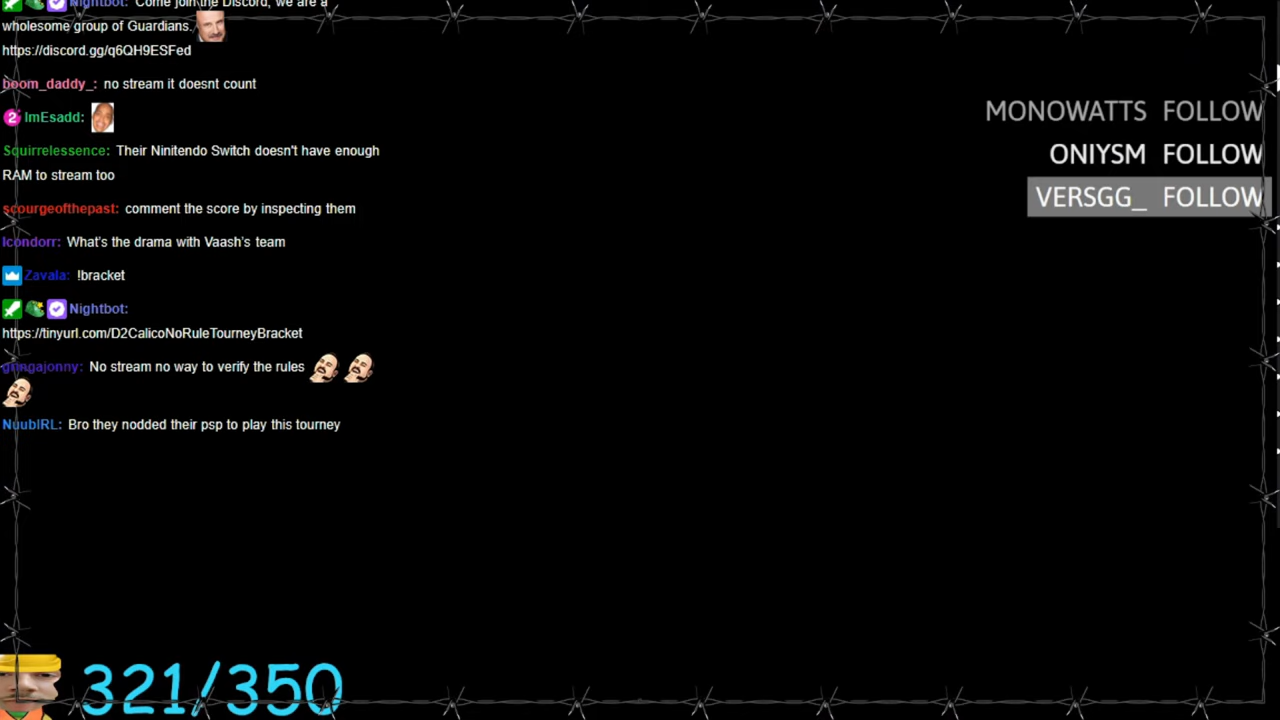 Nightbot: Come join the Discord, we are a
wholesome group of Guardians.
https://discord.gg/q6QH9ESFed
boom_daddy_: no stream it doesnt count
2 ImEsadd:
Squirrelessence: Their Ninitendo Switch doesn't have enough
RAM to stream too
scourgeofthepast: comment the score by inspecting them
Icondorr: What's the drama with Vaash's team
Zavala: !bracket
Nightbot:
https://tinyurl.com/D2CalicoNoRuleTourneyBracket
gringajonny: No stream no way to verify the rules
NuubIRL: Bro they nodded their psp to play this tourney
MONOWATTS FOLLOW
ONIYSM FOLLOW
VERSGG_ FOLLOW
321/350